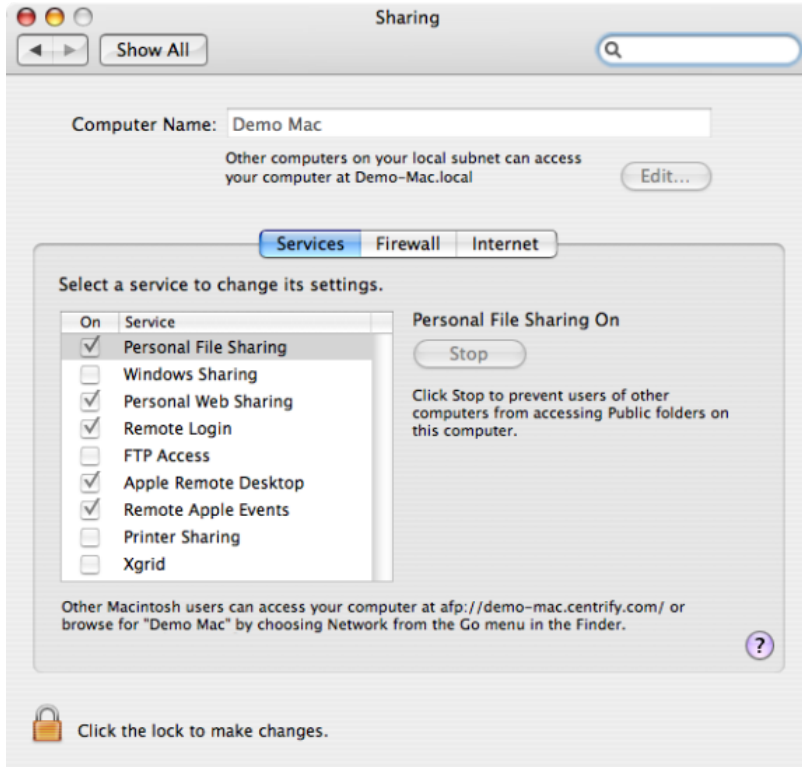 Sharing
Show All
Computer Name: Demo Mac
Other computers on your local subnet can access
your computer at Demo-Mac.local
Edit...
Services Firewall Internet
Select a service to change its settings.
On Service
Personal File Sharing
Windows Sharing
Personal Web Sharing
Remote Login
FTP Access
Apple Remote Desktop
Remote Apple Events
Printer Sharing
Xgrid
Personal File Sharing On
Stop
Click Stop to prevent users of other
computers from accessing Public folders on
this computer.
Other Macintosh users can access your computer at afp://demo-mac.centrify.com/ or
browse for "Demo Mac" by choosing Network from the Go menu in the Finder.
?
Click the lock to make changes.